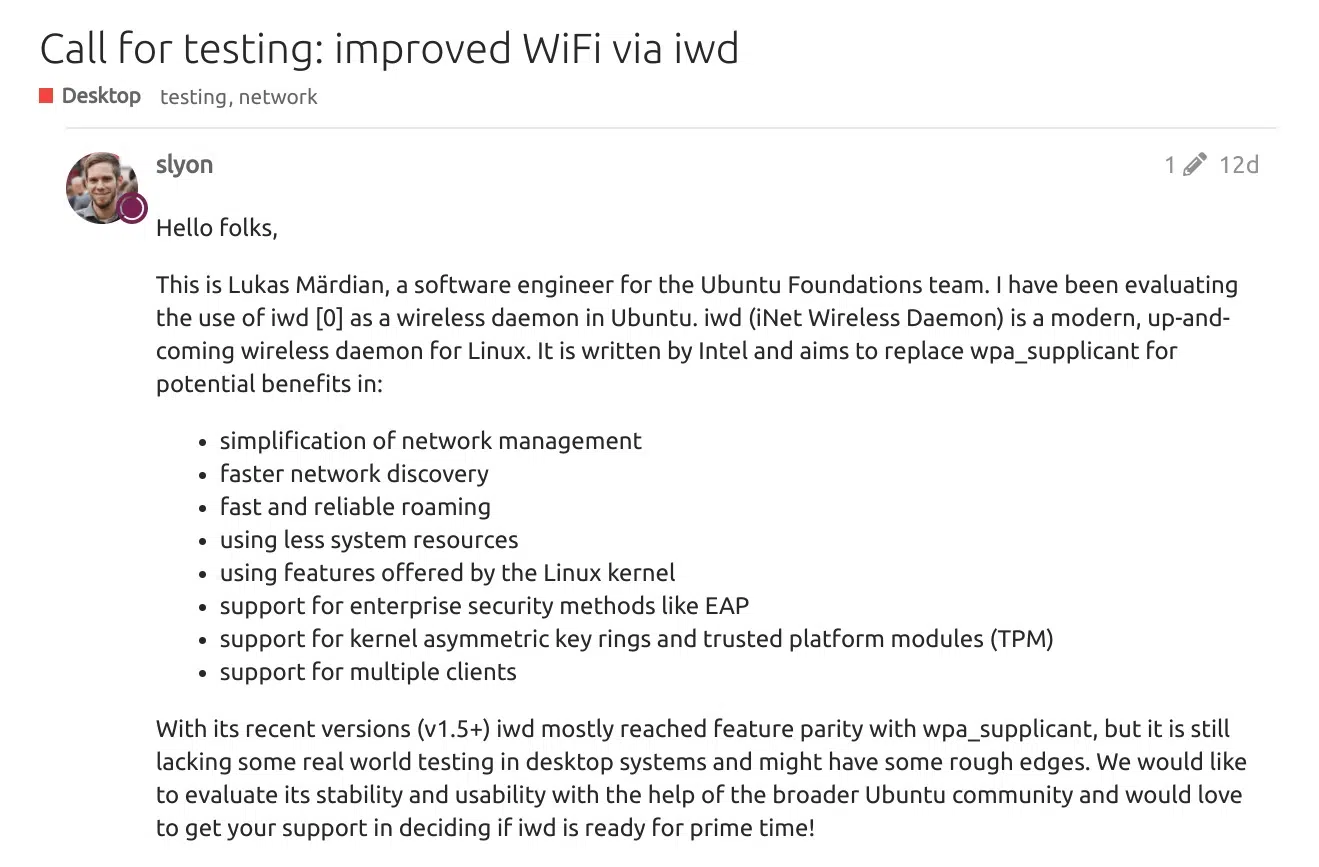 Call for testing: improved WiFi via iwd
Desktop testing, network
slyon 1 12d
Hello folks,
This is Lukas Märdian, a software engineer for the Ubuntu Foundations team. I have been evaluating
the use of iwd [0] as a wireless daemon in Ubuntu. iwd (iNet Wireless Daemon) is a modern, up-and-
coming wireless daemon for Linux. It is written by Intel and aims to replace wpa_supplicant for
potential benefits in:
• simplification of network management
• faster network discovery
• fast and reliable roaming
• using less system resources
• using features offered by the Linux kernel
• support for enterprise security methods like EAP
• support for kernel asymmetric key rings and trusted platform modules (TPM)
• support for multiple clients
With its recent versions (v1.5+) iwd mostly reached feature parity with wpa_supplicant, but it is still
lacking some real world testing in desktop systems and might have some rough edges. We would like
to evaluate its stability and usability with the help of the broader Ubuntu community and would love
to get your support in deciding if iwd is ready for prime time!